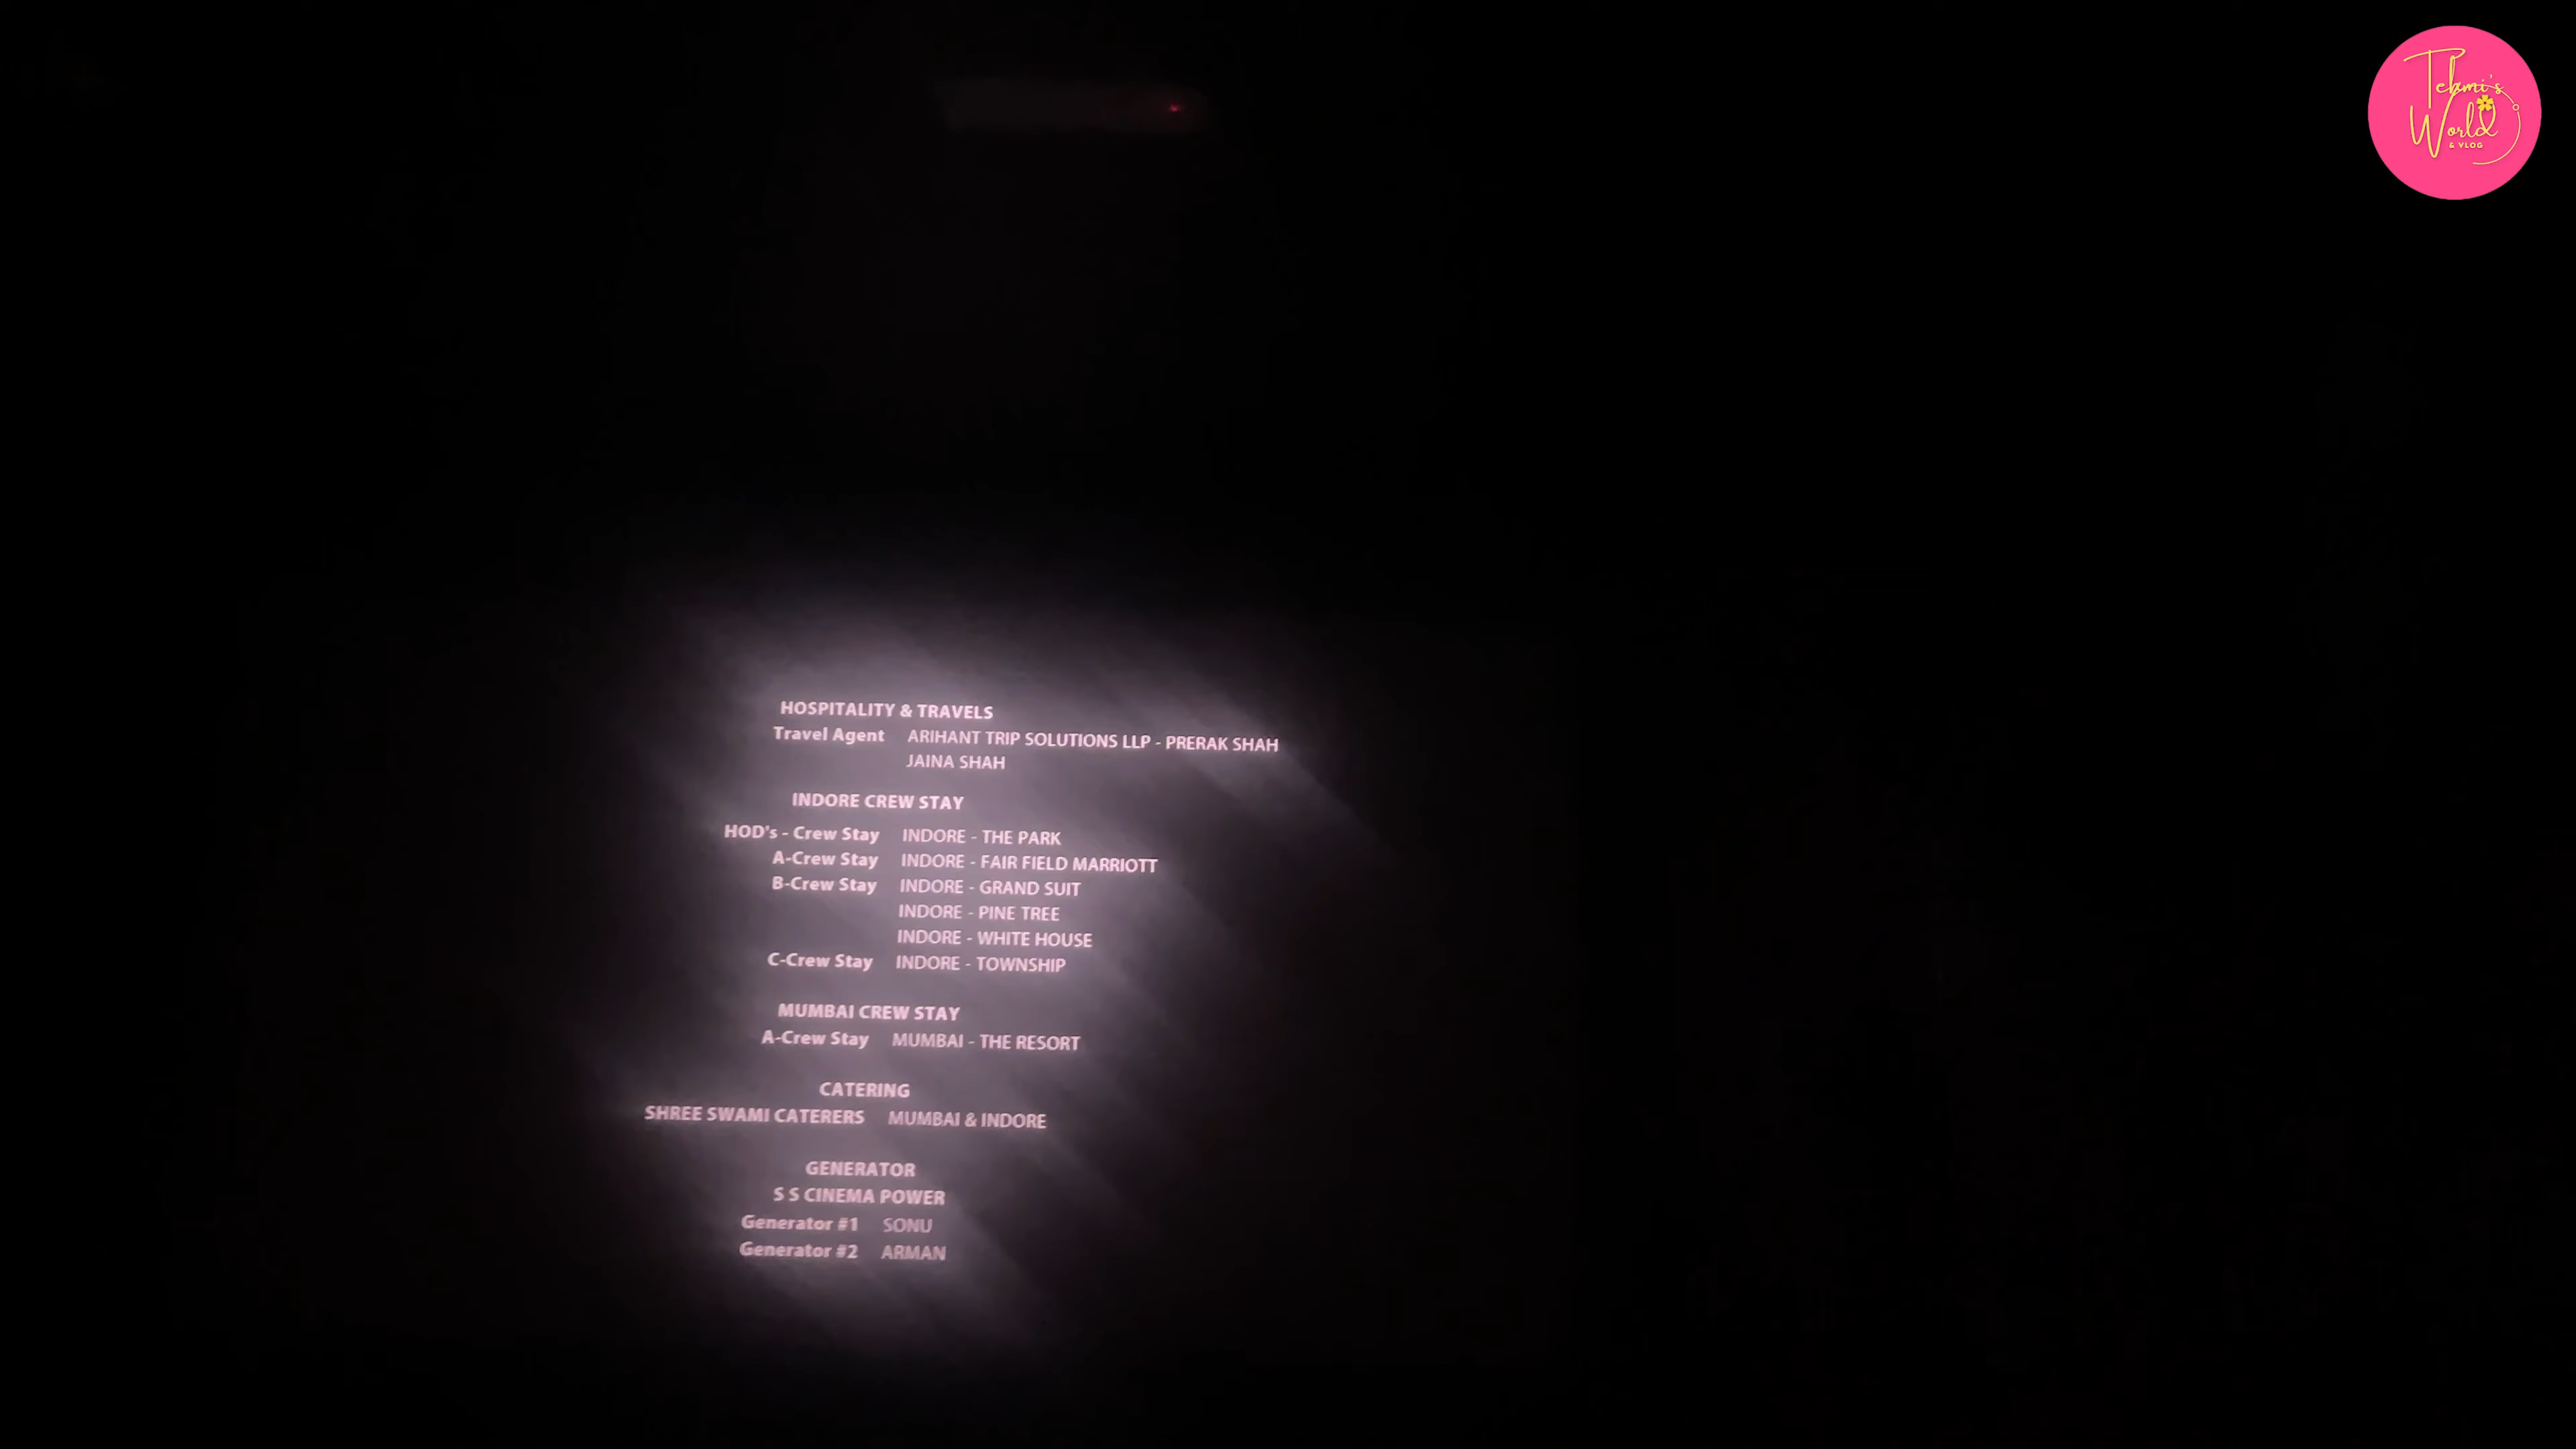 Tehmi's
World
& VLOG
HOSPITALITY & TRAVELS
Travel Agent ARIHANT TRIP SOLUTIONS LLP - PRERAK SHAH
JAINA SHAH
INDORE CREW STAY
HOD's - Crew Stay INDORE - THE PARK
A-Crew Stay INDORE - FAIR FIELD MARRIOTT
B-Crew Stay INDORE - GRAND SUIT
INDORE - PINE TREE
INDORE - WHITE HOUSE
C-Crew Stay INDORE - TOWNSHIP
MUMBAI CREW STAY
A-Crew Stay MUMBAI - THE RESORT
CATERING
SHREE SWAMI CATERERS MUMBAI & INDORE
GENERATOR
S S CINEMA POWER
Generator #1 SONU
Generator #2 ARMAN